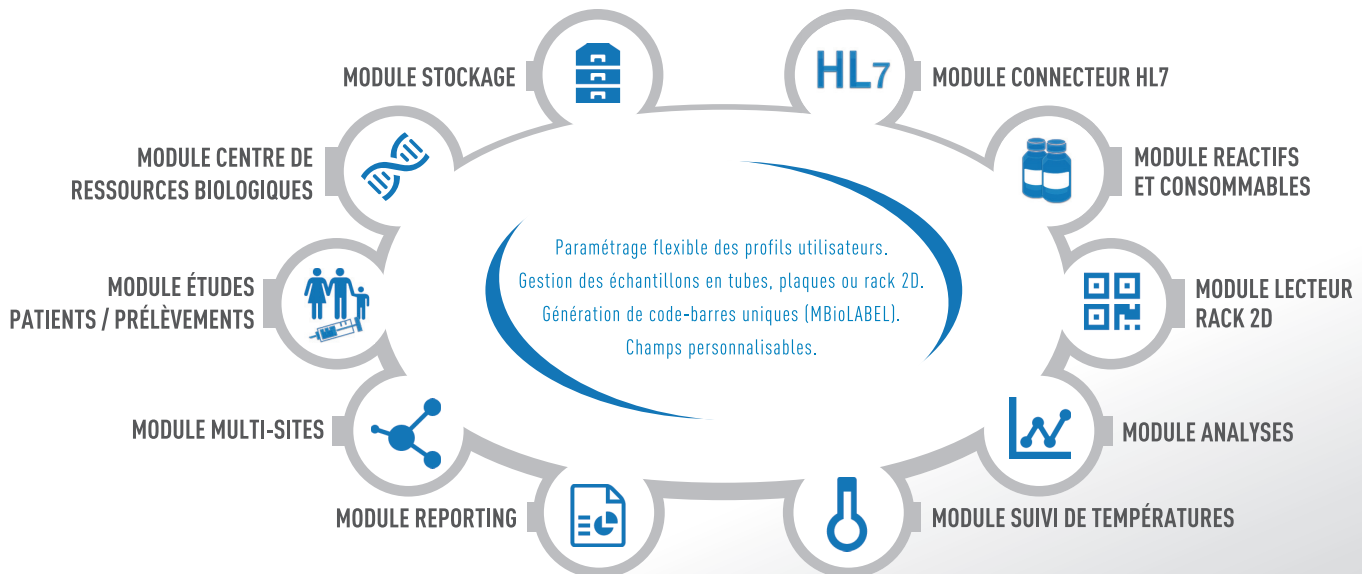 MODULE STOCKAGE
HL7
MODULE CONNECTEUR HL7
MODULE CENTRE DE
RESSOURCES BIOLOGIQUES
MODULE REACTIFS
ET CONSOMMABLES
Paramétrage flexible des profils utilisateurs.
Gestion des échantillons en tubes, plaques ou rack 2D.
Génération de code-barres uniques (MBioLABEL).
Champs personnalisables.
MODULE ÉTUDES
PATIENTS / PRÉLÈVEMENTS
MODULE LECTEUR
RACK 2D
MODULE MULTI-SITES
MODULE ANALYSES
MODULE REPORTING
MODULE SUIVI DE TEMPÉRATURES